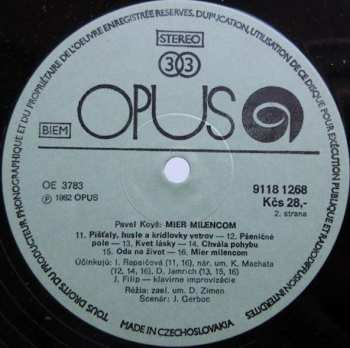 TOUS DROITS DU PRODUCTEUR PHONOGRAPHIQUE ET DU PROPRIÉTAIRE DE L'OEUVRE ENREGISTRÉE RESERVES, DUPLICATION, UTILISATION DE CE DISQUE POUR EXÉCUTION PUBLIQUE ET RADIODIFFUSION INTERDITES
STEREO
33
OPUS
BIEM
OE 3783
Ⓟ 1982 OPUS
9118 1268
Kčs 28,-
2. strana
Pavel Koyš: MIER MILENCOM
11. Píšťaly, husle a krídlovky vetrov — 12. Pšeničné
pole — 13. Kvet lásky — 14. Chvála pohybu
15. Óda na život — 16. Mier milencom
Účinkujú: I. Rapaičová (11, 16), nár. um. K. Machata
(12, 14, 16), D. Jamrich (13, 15, 16)
J. Filip — klavírne improvizácie
Réžia: zasl. um. D. Zimen
Scenár: J. Gerboc
MADE IN CZECHOSLOVAKIA